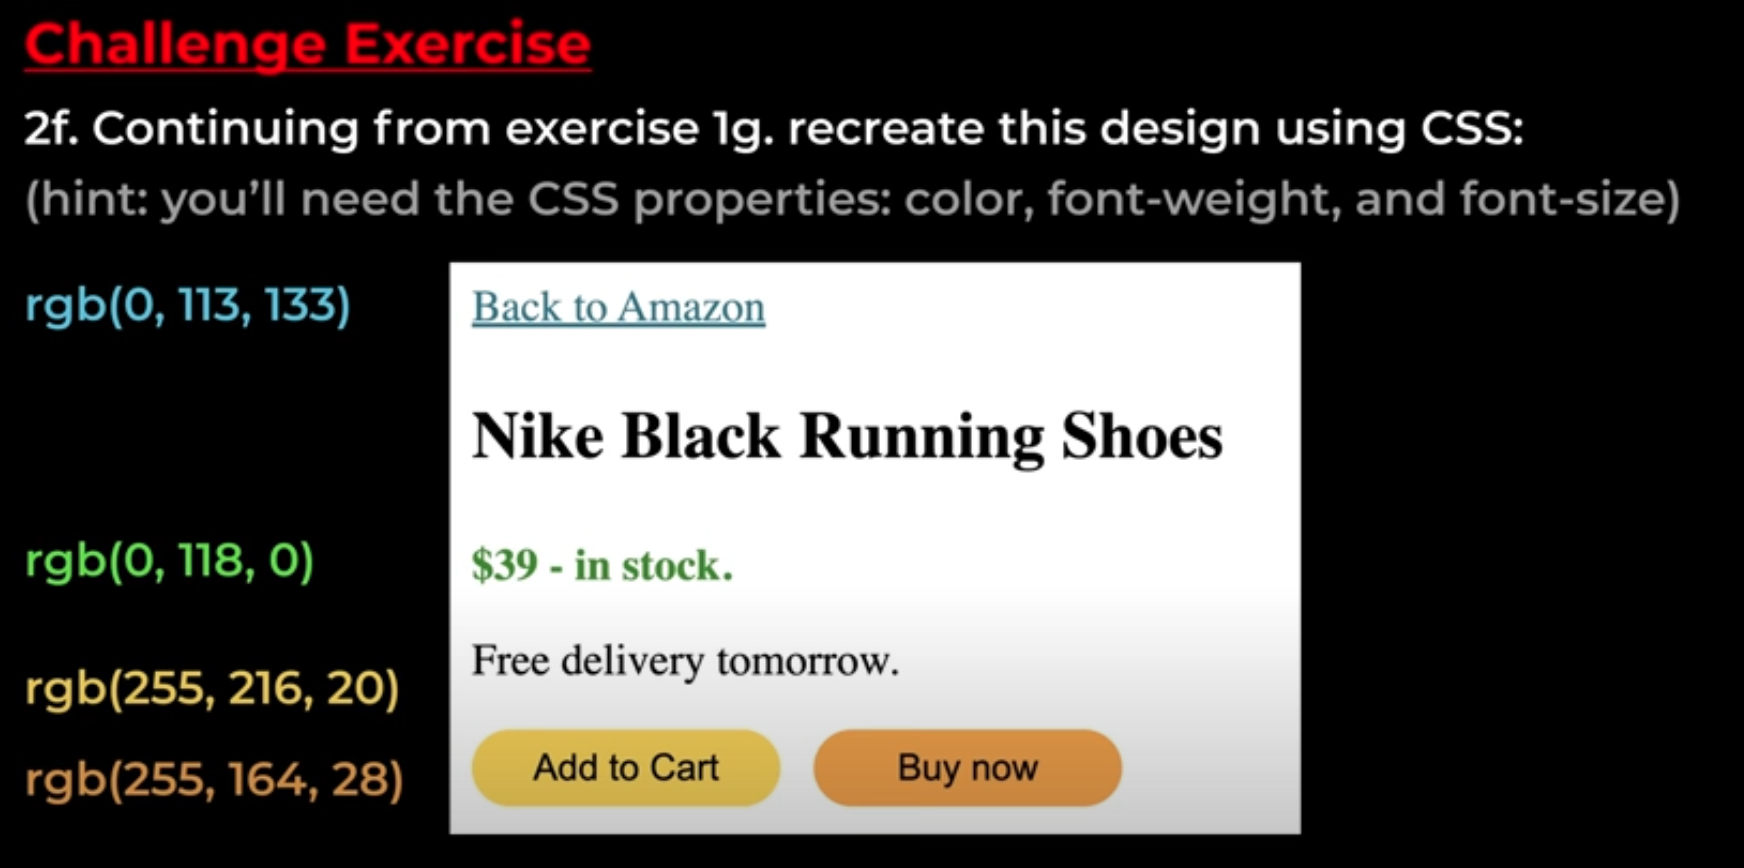 Challenge Exercise
2f. Continuing from exercise 1g. recreate this design using CSS:
(hint: you’ll need the CSS properties: color, font-weight, and font-size)
rgb(0, 113, 133)
Back to Amazon
Nike Black Running Shoes
rgb(0, 118, 0)
$39 - in stock.
Free delivery tomorrow.
rgb(255, 216, 20)
Add to Cart
Buy now
rgb(255, 164, 28)